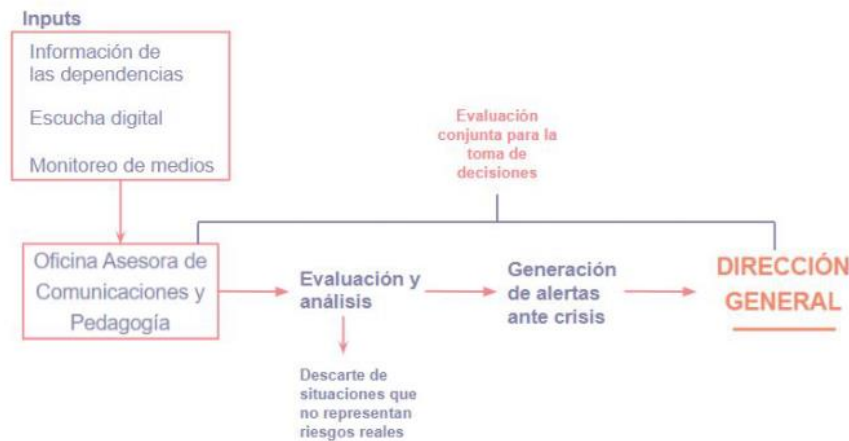 Inputs
Información de
las dependencias
Escucha digital
Monitoreo de medios
Evaluación
conjunta para la
toma de
decisiones
Oficina Asesora de
Comunicaciones y
Pedagogía
Evaluación y
análisis
Generación
de alertas
ante crisis
DIRECCIÓN
GENERAL
Descarte de
situaciones que
no representan
riesgos reales